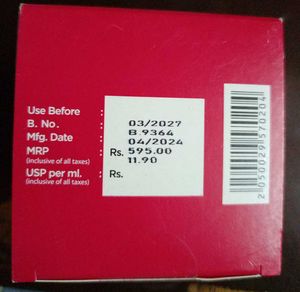 Use Before : 03/2027
B. No. : B.9364
Mfg. Date : 04/2024
MRP : Rs. 595.00
(inclusive of all taxes)
USP per ml. : Rs. 11.90
(inclusive of all taxes)
2050029570204